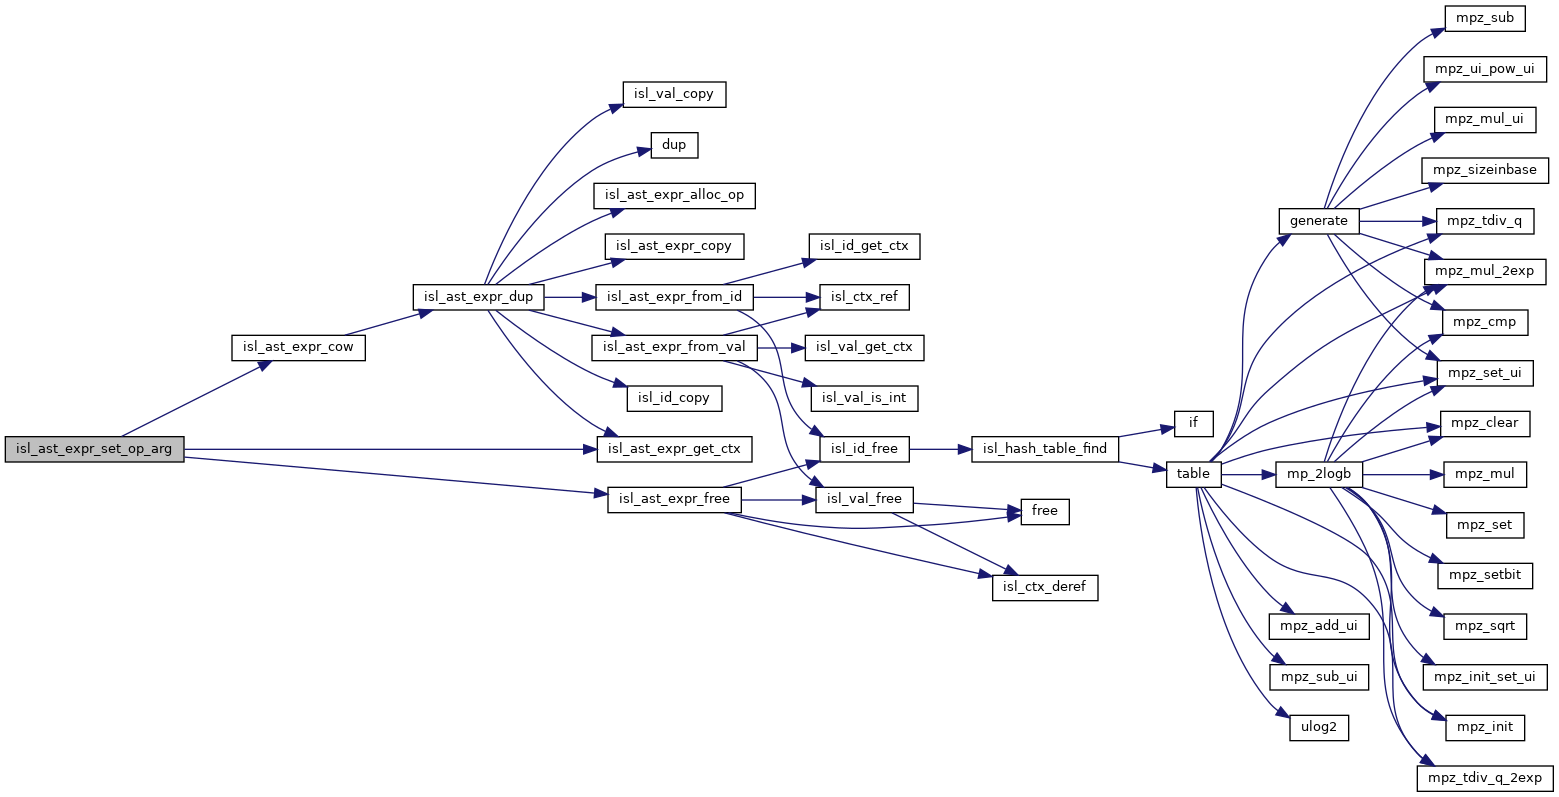 isl_ast_expr_set_op_arg
isl_ast_expr_cow
isl_ast_expr_dup
isl_val_copy
dup
isl_ast_expr_alloc_op
isl_ast_expr_copy
isl_ast_expr_from_id
isl_ast_expr_from_val
isl_id_copy
isl_ast_expr_get_ctx
isl_ast_expr_free
isl_id_get_ctx
isl_ctx_ref
isl_val_get_ctx
isl_val_is_int
isl_id_free
isl_val_free
isl_hash_table_find
free
isl_ctx_deref
if
table
generate
mp_2logb
mpz_add_ui
mpz_sub_ui
ulog2
mpz_sub
mpz_ui_pow_ui
mpz_mul_ui
mpz_sizeinbase
mpz_tdiv_q
mpz_mul_2exp
mpz_cmp
mpz_set_ui
mpz_clear
mpz_mul
mpz_set
mpz_setbit
mpz_sqrt
mpz_init_set_ui
mpz_init
mpz_tdiv_q_2exp